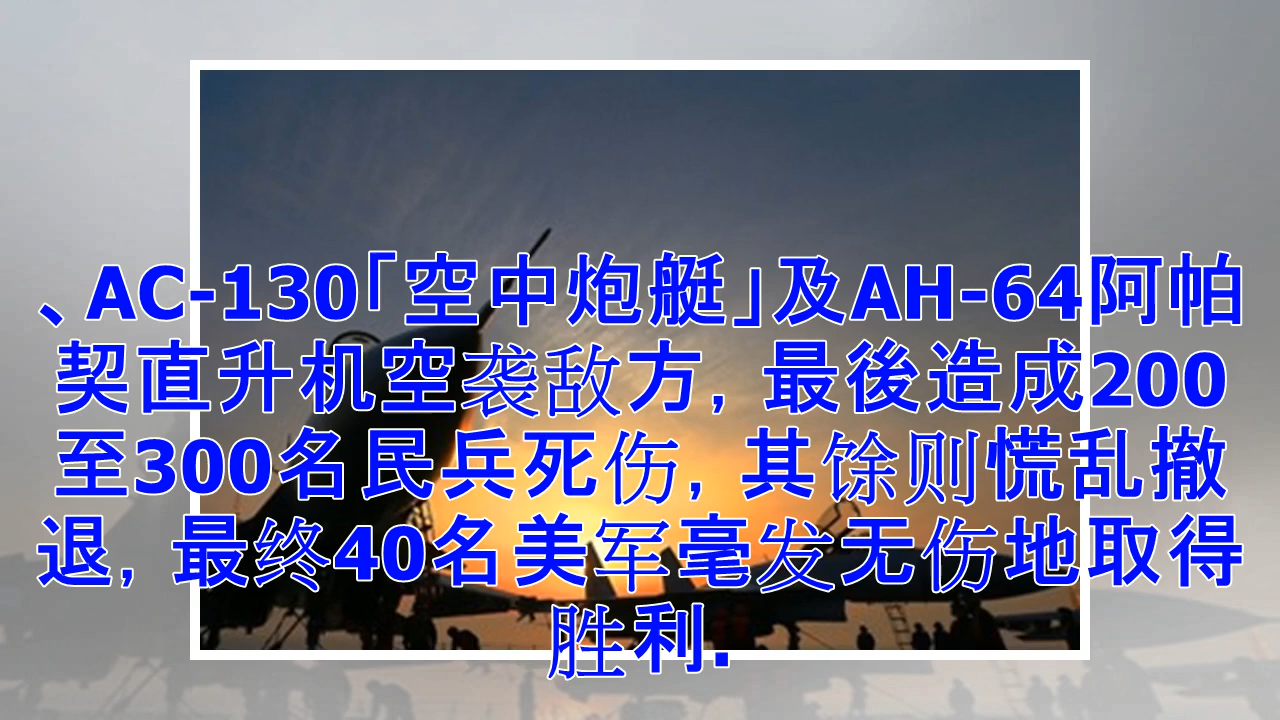 、AC-130「空中炮艇」及AH-64阿帕
契直升机空袭敌方, 最後造成200
至300名民兵死伤, 其馀则慌乱撤
退, 最终40名美军毫发无伤地取得
胜利.